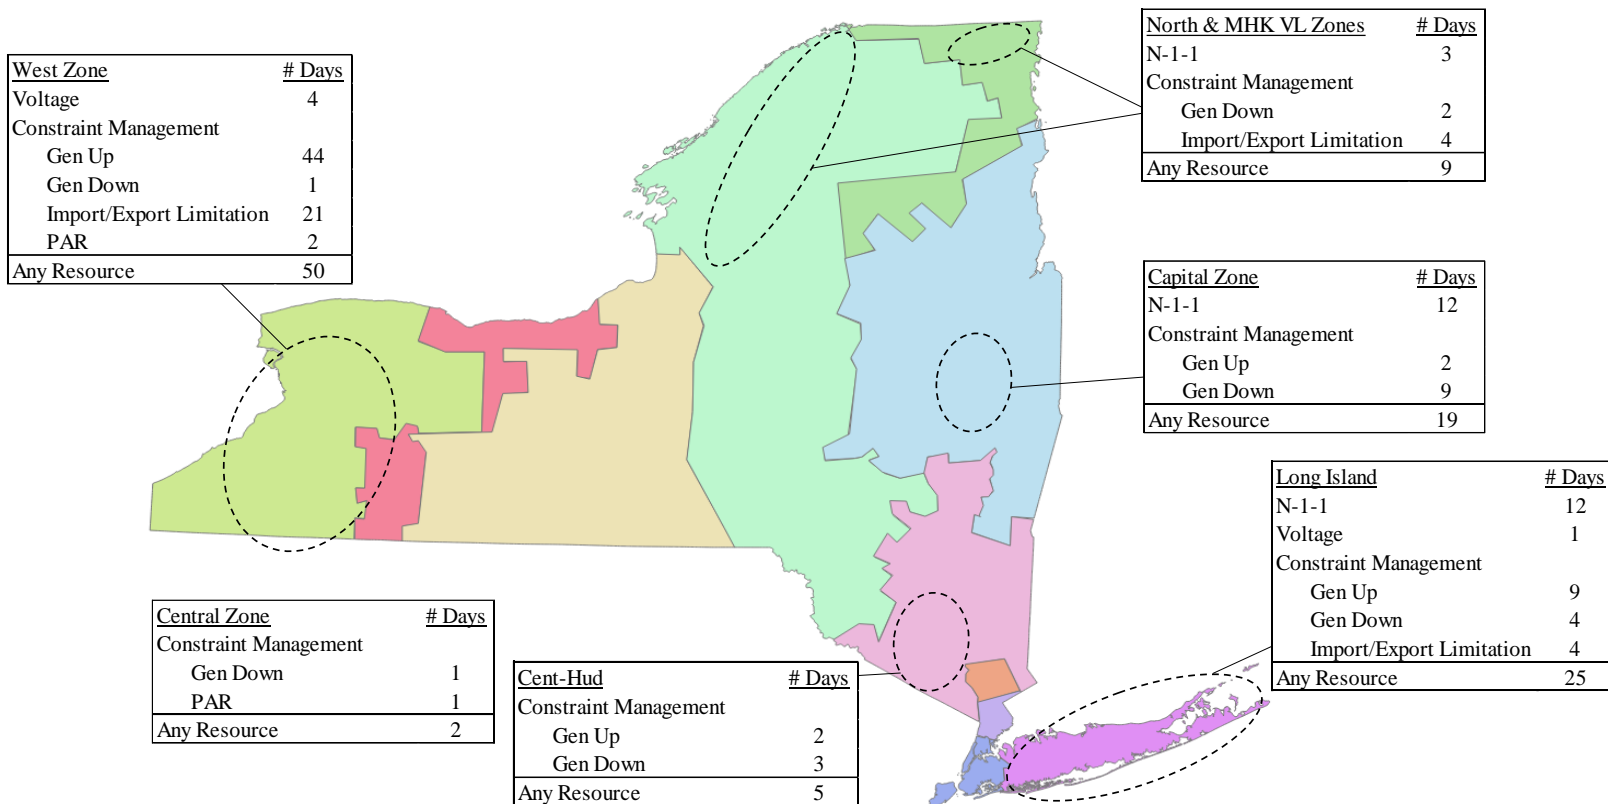 West Zone # Days
Voltage 4
Constraint Management
Gen Up 44
Gen Down 1
Import/Export Limitation 21
PAR 2
Any Resource 50
North & MHK VL Zones # Days
N-1-1 3
Constraint Management
Gen Down 2
Import/Export Limitation 4
Any Resource 9
Capital Zone # Days
N-1-1 12
Constraint Management
Gen Up 2
Gen Down 9
Any Resource 19
Long Island # Days
N-1-1 12
Voltage 1
Constraint Management
Gen Up 9
Gen Down 4
Import/Export Limitation 4
Any Resource 25
Central Zone # Days
Constraint Management
Gen Down 1
PAR 1
Any Resource 2
Cent-Hud # Days
Constraint Management
Gen Up 2
Gen Down 3
Any Resource 5